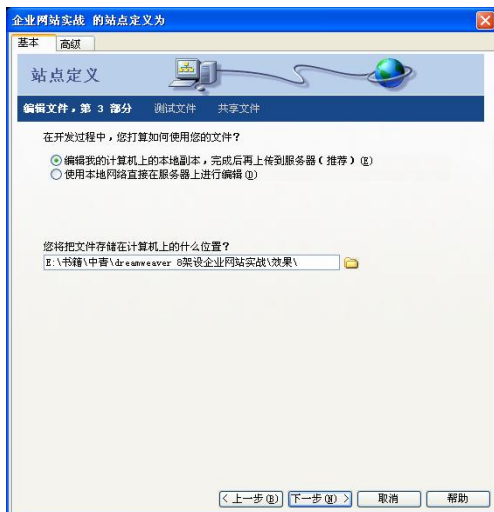 企业网站实战 的站点定义为
基本 高级
站点定义
编辑文件，第 3 部分 测试文件 共享文件
在开发过程中，您打算如何使用您的文件？
编辑我的计算机上的本地副本，完成后再上传到服务器(推荐)(E)
使用本地网络直接在服务器上进行编辑(D)
您将把文件存储在计算机上的什么位置？
E:\书籍\中青\dreamweaver 8架设企业网站实战\效果\
<上一步(B) 下一步(N)> 取消 帮助